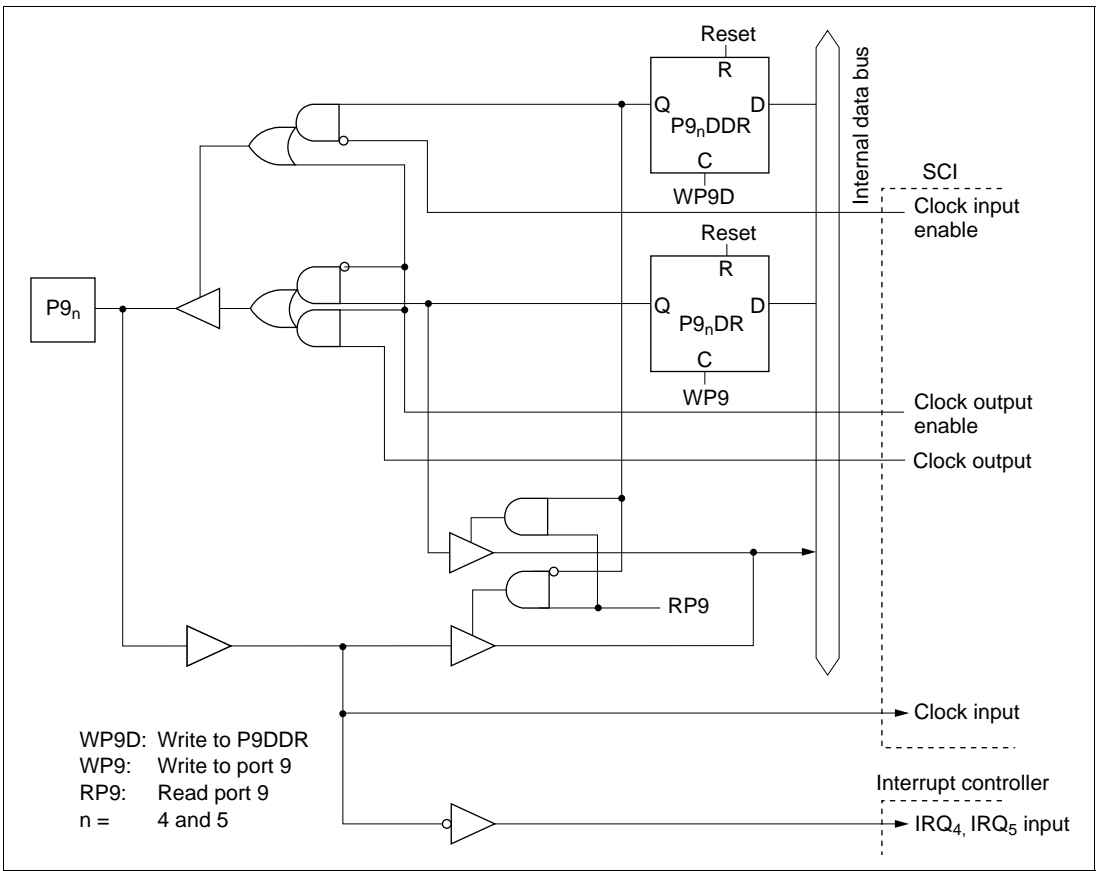 Reset
R
Q
D
P9nDDR
C
WP9D
Internal data bus
SCI
Clock input
enable
Reset
R
Q
D
P9nDR
C
WP9
P9n
Clock output
enable
Clock output
RP9
Clock input
WP9D: Write to P9DDR
WP9: Write to port 9
RP9: Read port 9
n = 4 and 5
Interrupt controller
IRQ4, IRQ5 input